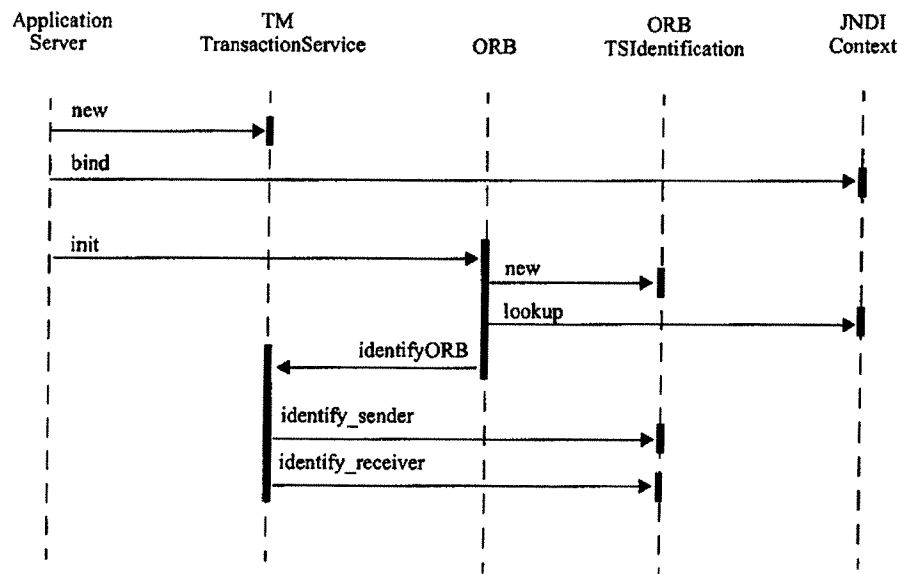 Application Server
TM TransactionService
ORB
ORB TSIdentification
JNDI Context
new
bind
init
new
lookup
identifyORB
identify_sender
identify_receiver